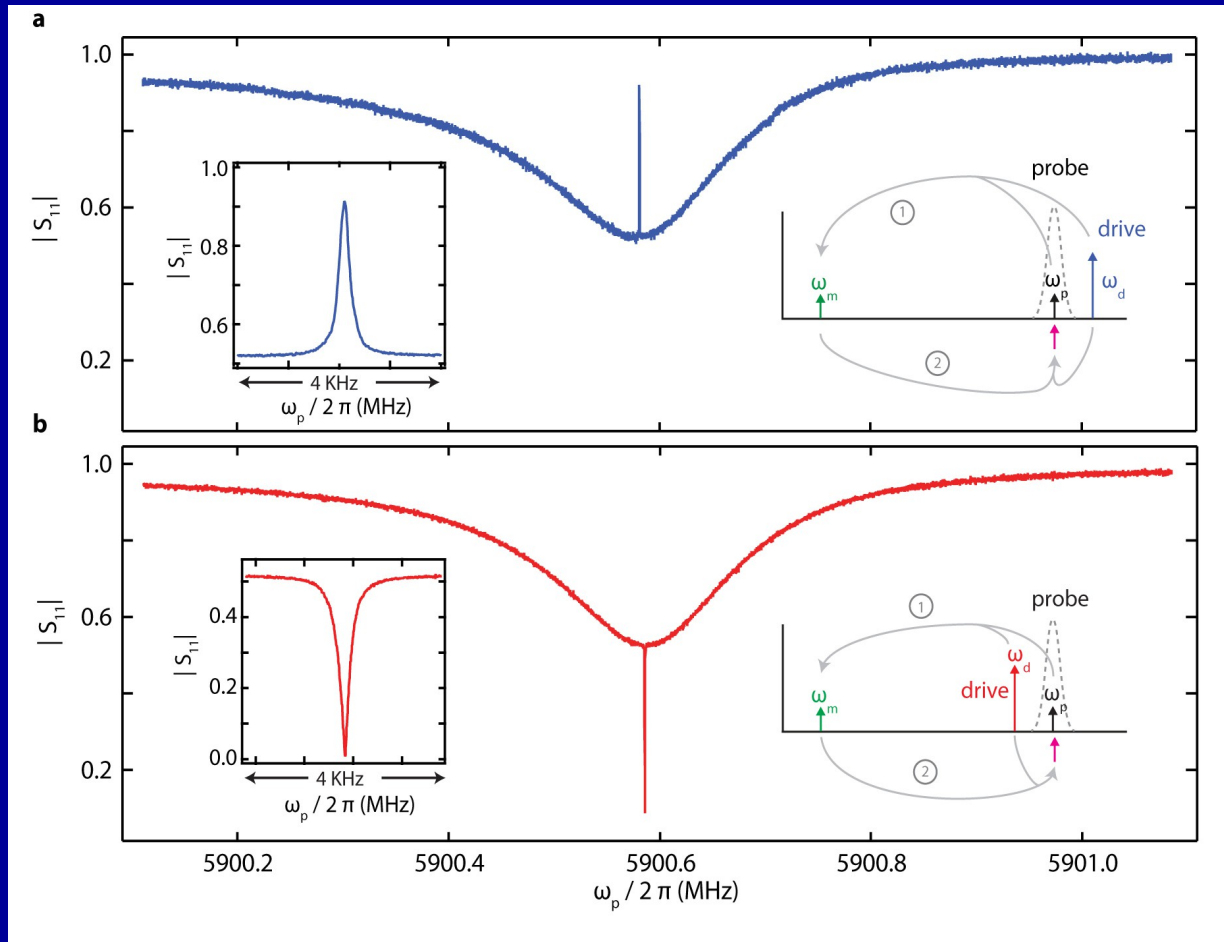 a
1.0
0.6
0.2
| S11|
1.0
0.8
0.6
| S11|
4 KHz
ωp / 2 π (MHz)
probe
drive
1
ωm
ωp
ωd
2
b
1.0
0.6
0.2
| S11|
0.4
0.2
0.0
| S11|
4 KHz
ωp / 2 π (MHz)
1
probe
ωd
drive
ωm
ωp
2
5900.2 5900.4 5900.6 5900.8 5901.0
ωp / 2 π (MHz)